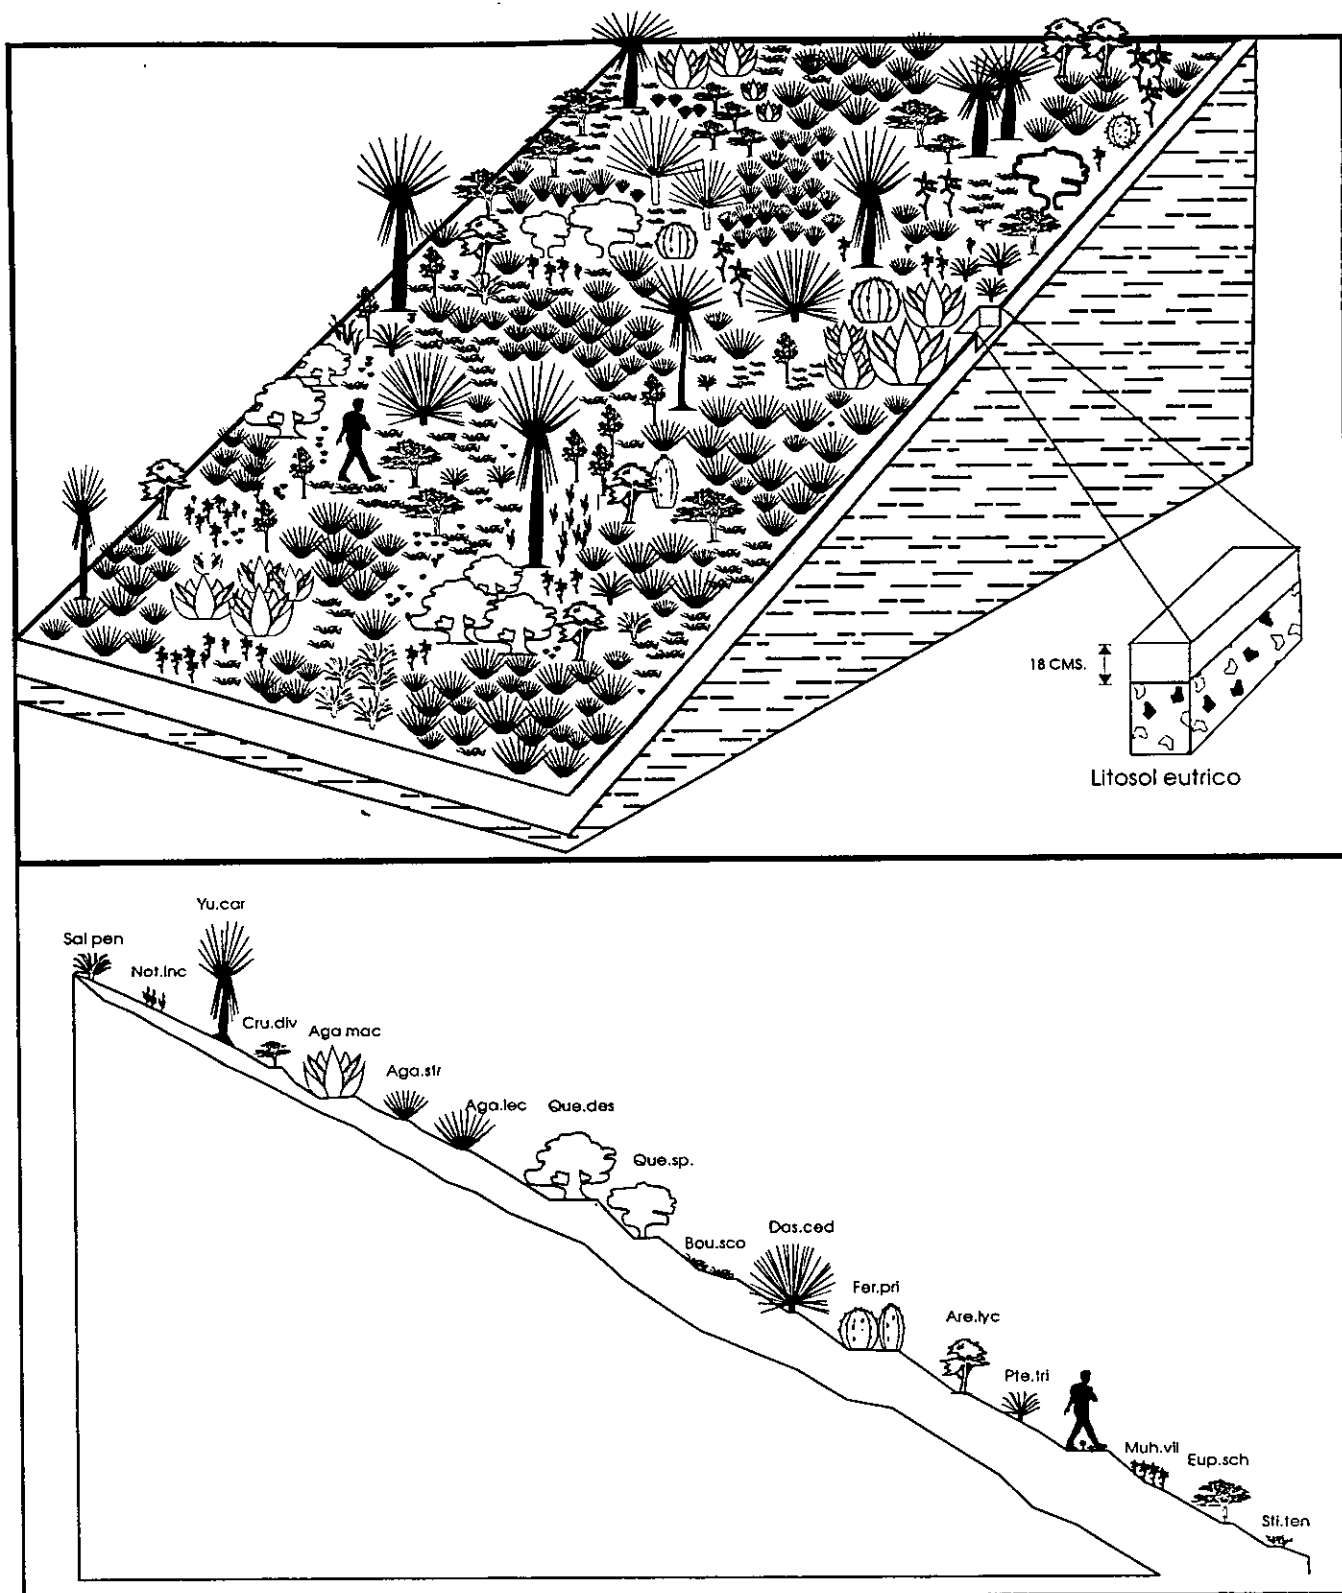 18 CMS.
Litosol eutrico
Yu.car
Sal pen
Not.inc
Cru.div
Aga mac
Aga.str
Aga.lec
Que.des
Que.sp.
Bou.sco
Das.ced
Fer.pri
Are.lyc
Pte.tri
Muh.vil
Eup.sch
Sti.ten